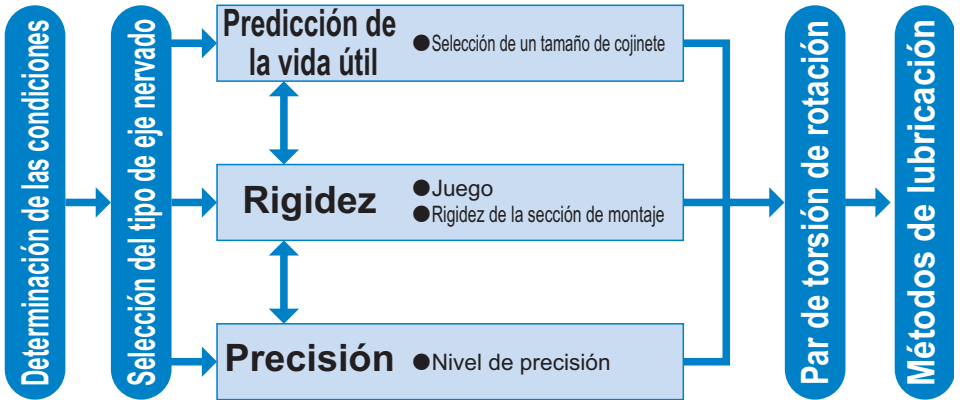 Determinación de las condiciones
Selección del tipo de eje nervado
Predicción de
la vida útil
●Selección de un tamaño de cojinete
Rigidez
●Juego
●Rigidez de la sección de montaje
Precisión
●Nivel de precisión
Par de torsión de rotación
Métodos de lubricación